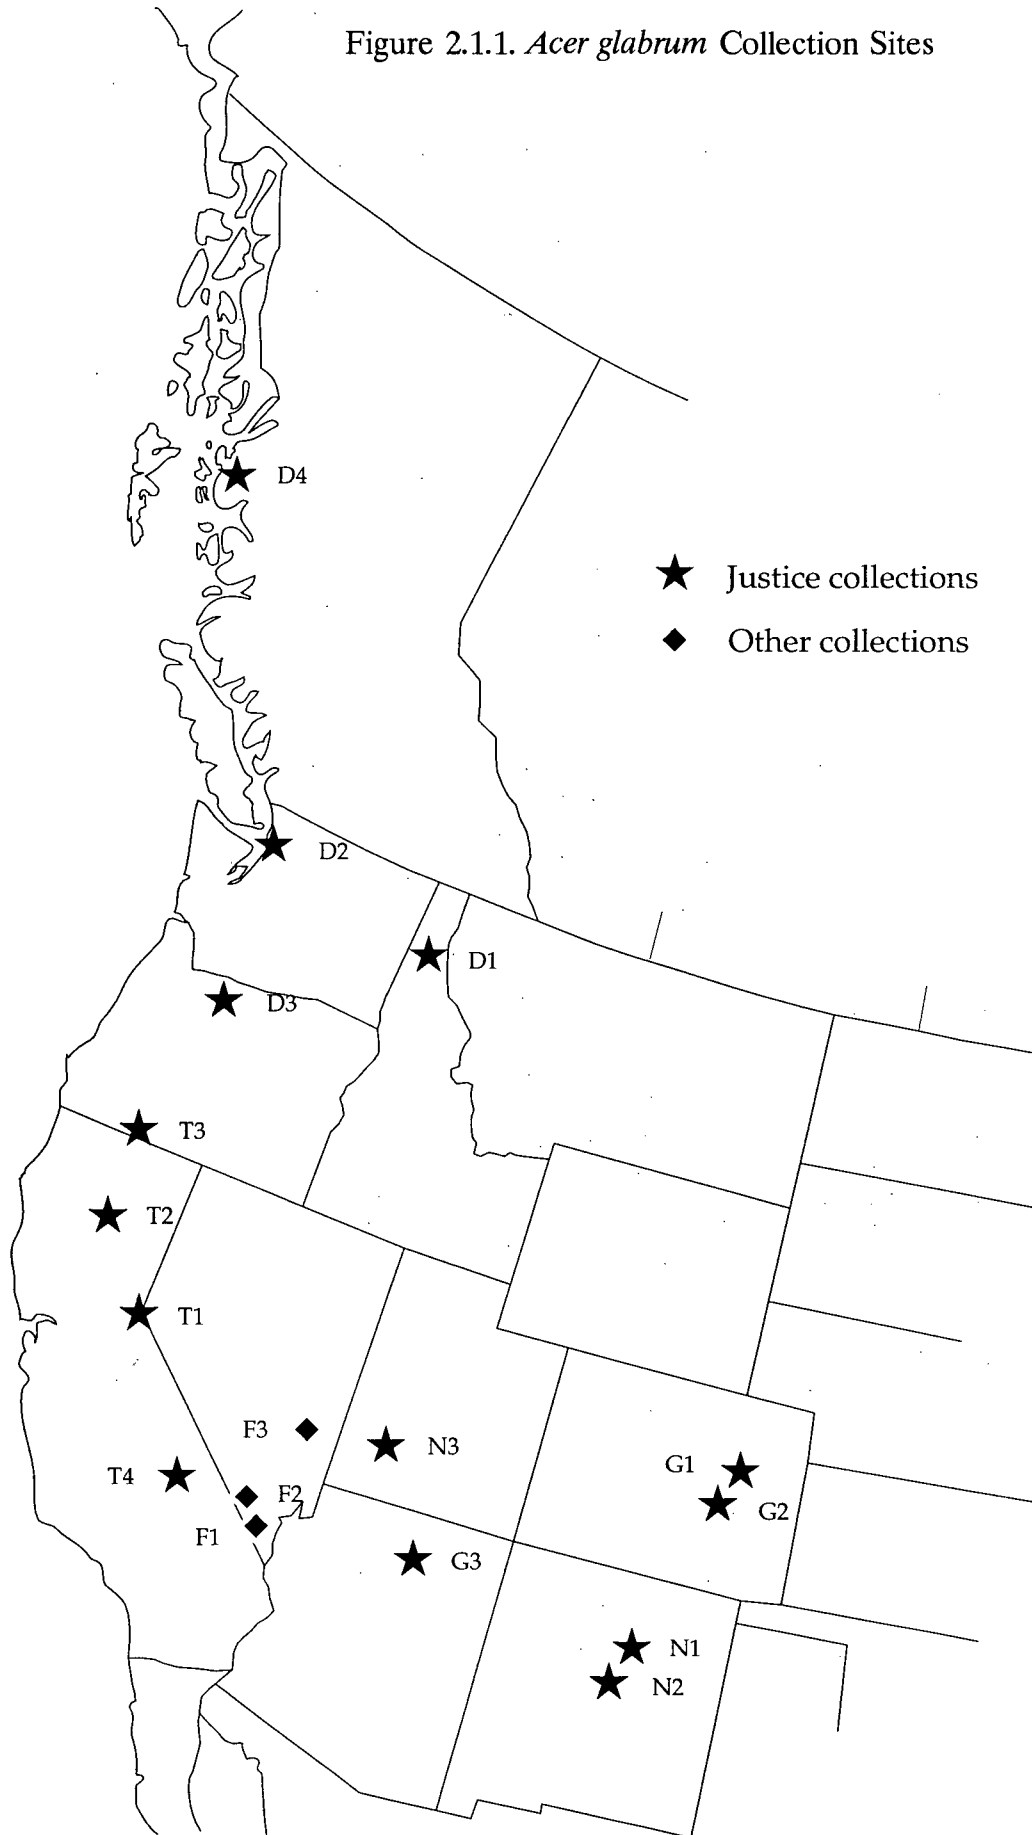 Figure 2.1.1. Acer glabrum Collection Sites
D4
Justice collections
Other collections
D2
D1
D3
T3
T2
T1
F3
N3
T4
G1
F2
G2
F1
G3
N1
N2